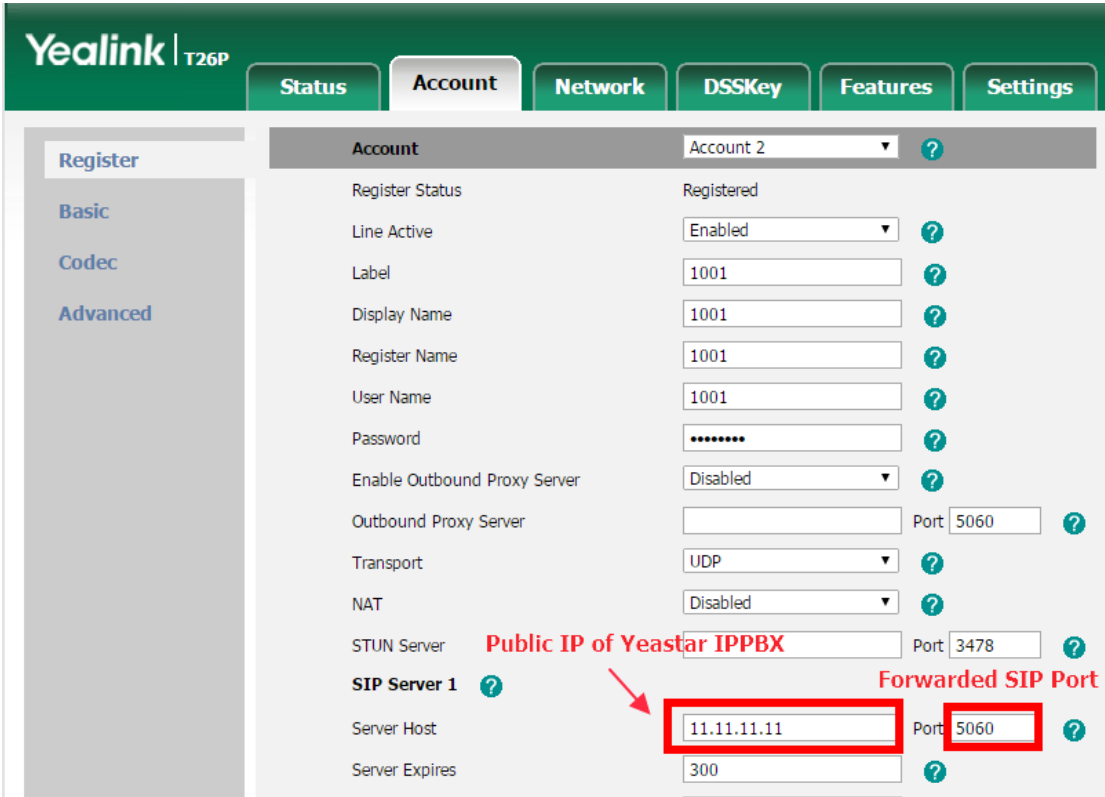 Yealink T26P
Status Account Network DSSKey Features Settings
Register
Basic
Codec
Advanced
Account Account 2 ?
Register Status Registered
Line Active Enabled ?
Label 1001 ?
Display Name 1001 ?
Register Name 1001 ?
User Name 1001 ?
Password •••••••• ?
Enable Outbound Proxy Server Disabled ?
Outbound Proxy Server Port 5060 ?
Transport UDP ?
NAT Disabled ?
STUN Server Port 3478 ?
Public IP of Yeastar IPPBX
SIP Server 1 ?
Forwarded SIP Port
Server Host 11.11.11.11 Port 5060 ?
Server Expires 300 ?